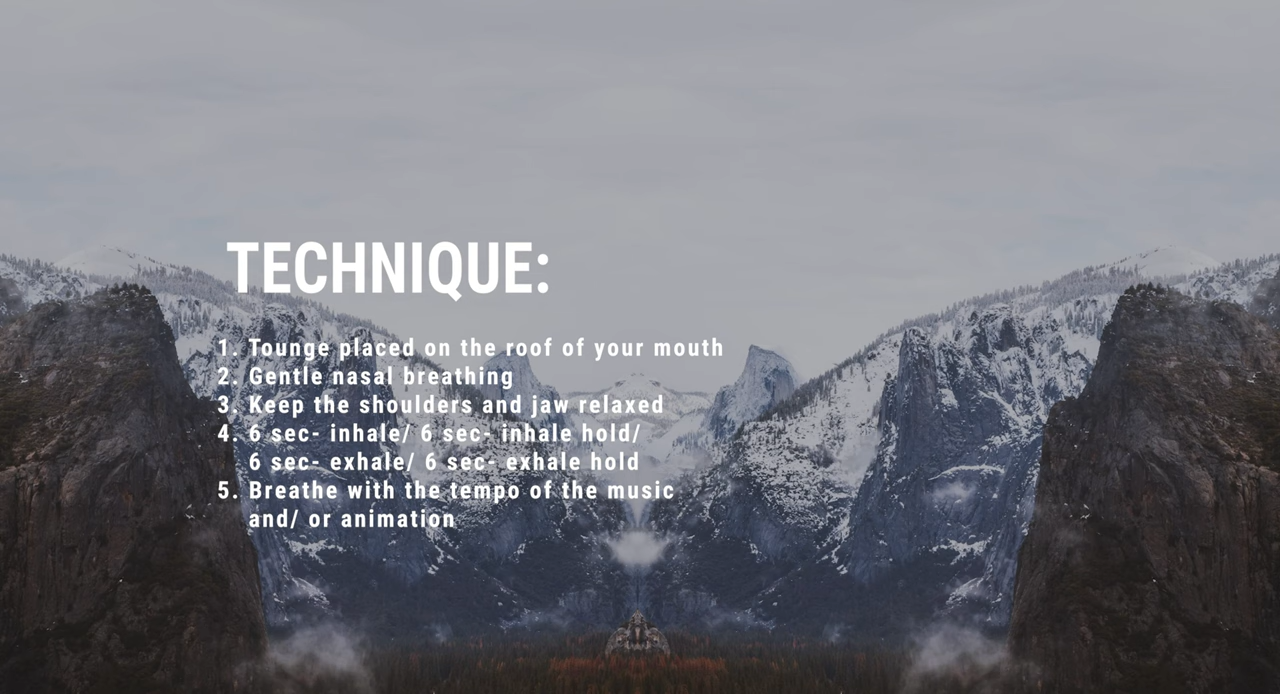 TECHNIQUE:
1. Tounge placed on the roof of your mouth
2. Gentle nasal breathing
3. Keep the shoulders and jaw relaxed
4. 6 sec- inhale/ 6 sec- inhale hold/
6 sec- exhale/ 6 sec- exhale hold
5. Breathe with the tempo of the music
and/ or animation